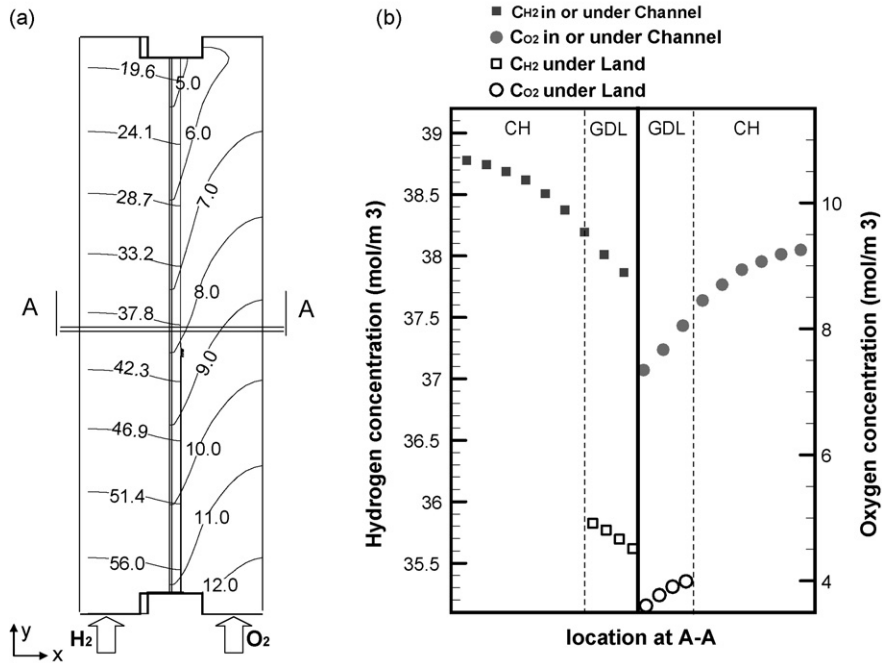 (a)
19.6
5.0
24.1
6.0
28.7
7.0
33.2
8.0
A
37.8
A
42.3
9.0
46.9
10.0
51.4
11.0
56.0
12.0
y
x
H2
O2
(b)
CH2 in or under Channel
CO2 in or under Channel
CH2 under Land
CO2 under Land
CH
GDL
GDL
CH
Hydrogen concentration (mol/m 3)
39
38.5
38
37.5
37
36.5
36
35.5
10
8
6
4
Oxygen concentration (mol/m 3)
location at A-A